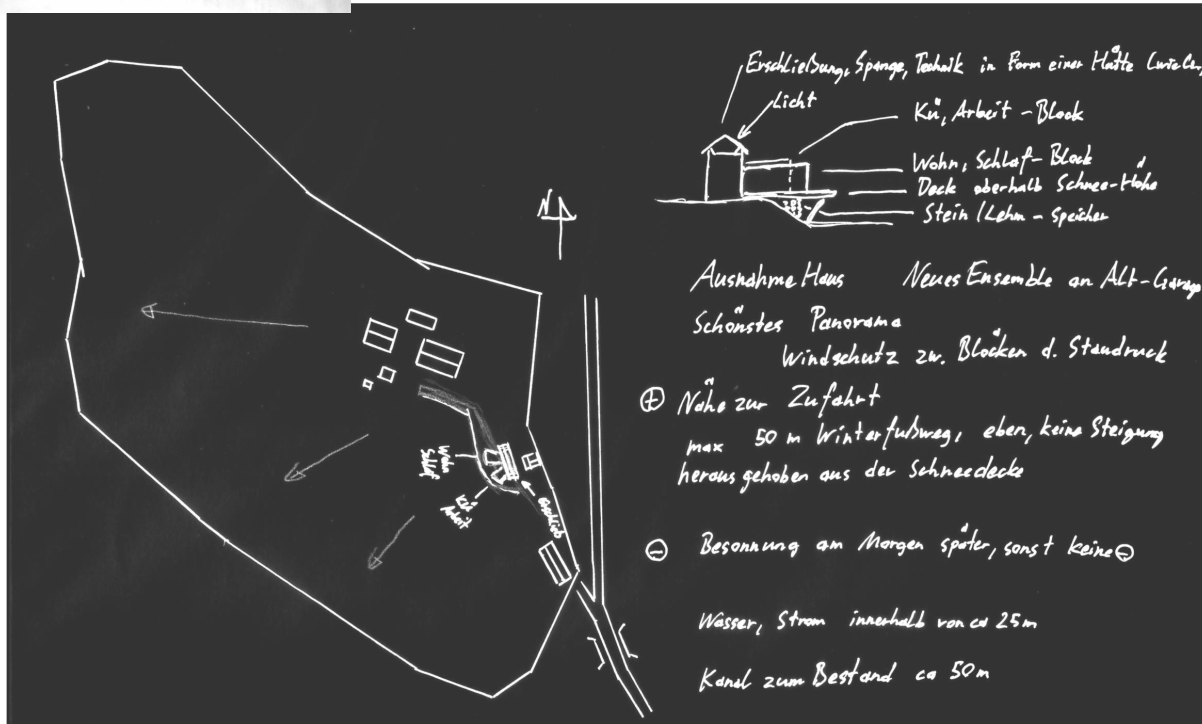 Erschließung, Spange, Technik in Form einer Hütte
Licht
Kü, Arbeit - Block
Wohn, Schlaf - Block
Deck oberhalb Schnee-Höhe
Stein / Lehm - speicher
N
Ausnahme Haus Neues Ensemble an Alt-Garage
Schönstes Panorama
Windschutz zw. Blöcken d. Staudruck
⊕ Nähe zur Zufahrt
max 50 m Winterfußweg, eben, keine Steigung
heraus gehoben aus der Schneedecke
⊖ Besonnung am Morgen später, sonst keine ⊖
Wasser, Strom innerhalb von ca 25 m
Kanal zum Bestand ca 50 m
Wohn
Schlaf
Kü
Arbeit
Erschließ